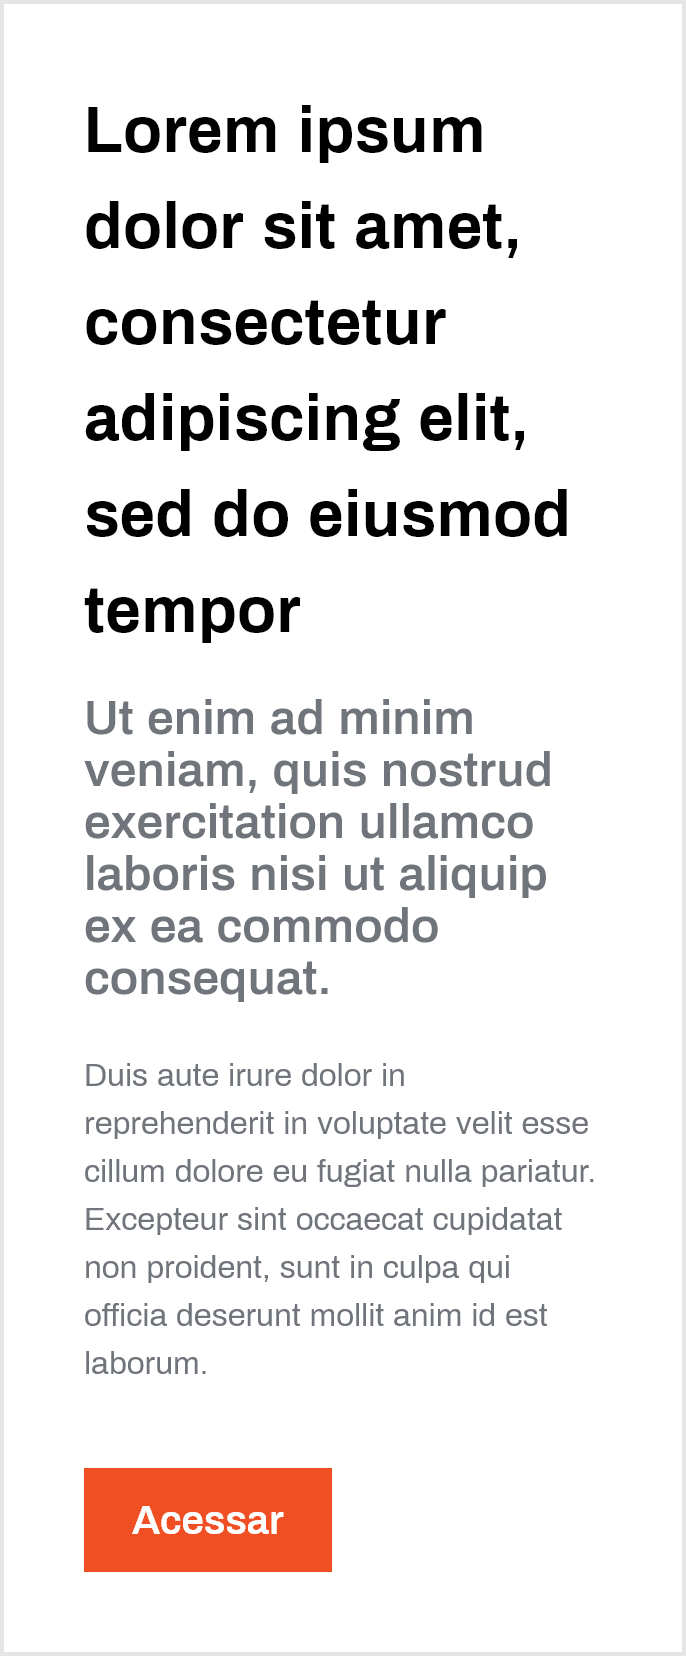 Lorem ipsum
dolor sit amet,
consectetur
adipiscing elit,
sed do eiusmod
tempor
Ut enim ad minim
veniam, quis nostrud
exercitation ullamco
laboris nisi ut aliquip
ex ea commodo
consequat.
Duis aute irure dolor in
reprehenderit in voluptate velit esse
cillum dolore eu fugiat nulla pariatur.
Excepteur sint occaecat cupidatat
non proident, sunt in culpa qui
officia deserunt mollit anim id est
laborum.
Acessar